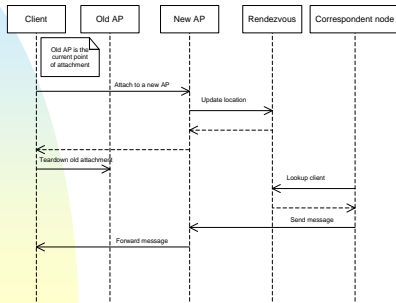 Client
Old AP
New AP
Rendezvous
Correspondent node
Old AP is the
current point
of attachment
Attach to a new AP
Update location
Teardown old attachment
Lookup client
Send message
Forward message